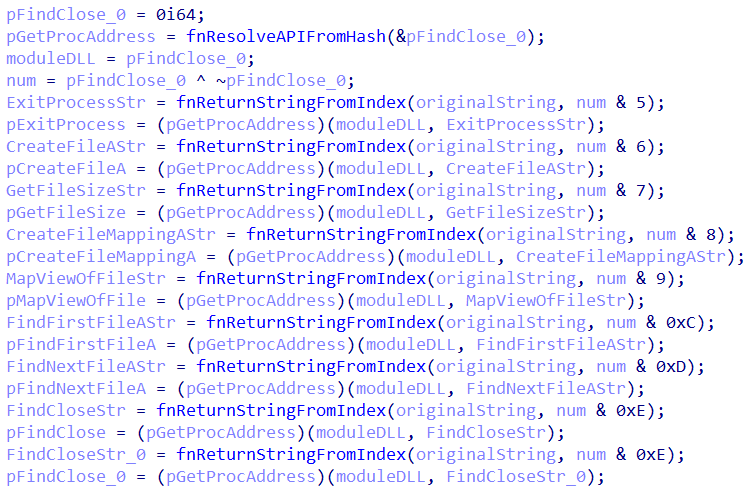 pFindClose_0 = 0i64;
pGetProcAddress = fnResolveAPIFromHash(&pFindClose_0);
moduleDLL = pFindClose_0;
num = pFindClose_0 ^ ~pFindClose_0;
ExitProcessStr = fnReturnStringFromIndex(originalString, num & 5);
pExitProcess = (pGetProcAddress)(moduleDLL, ExitProcessStr);
CreateFileAStr = fnReturnStringFromIndex(originalString, num & 6);
pCreateFileA = (pGetProcAddress)(moduleDLL, CreateFileAStr);
GetFileSizeStr = fnReturnStringFromIndex(originalString, num & 7);
pGetFileSize = (pGetProcAddress)(moduleDLL, GetFileSizeStr);
CreateFileMappingAStr = fnReturnStringFromIndex(originalString, num & 8);
pCreateFileMappingA = (pGetProcAddress)(moduleDLL, CreateFileMappingAStr);
MapViewOfFileStr = fnReturnStringFromIndex(originalString, num & 9);
pMapViewOfFile = (pGetProcAddress)(moduleDLL, MapViewOfFileStr);
FindFirstFileAStr = fnReturnStringFromIndex(originalString, num & 0xC);
pFindFirstFileA = (pGetProcAddress)(moduleDLL, FindFirstFileAStr);
FindNextFileAStr = fnReturnStringFromIndex(originalString, num & 0xD);
pFindNextFileA = (pGetProcAddress)(moduleDLL, FindNextFileAStr);
FindCloseStr = fnReturnStringFromIndex(originalString, num & 0xE);
pFindClose = (pGetProcAddress)(moduleDLL, FindCloseStr);
FindCloseStr_0 = fnReturnStringFromIndex(originalString, num & 0xE);
pFindClose_0 = (pGetProcAddress)(moduleDLL, FindCloseStr_0);